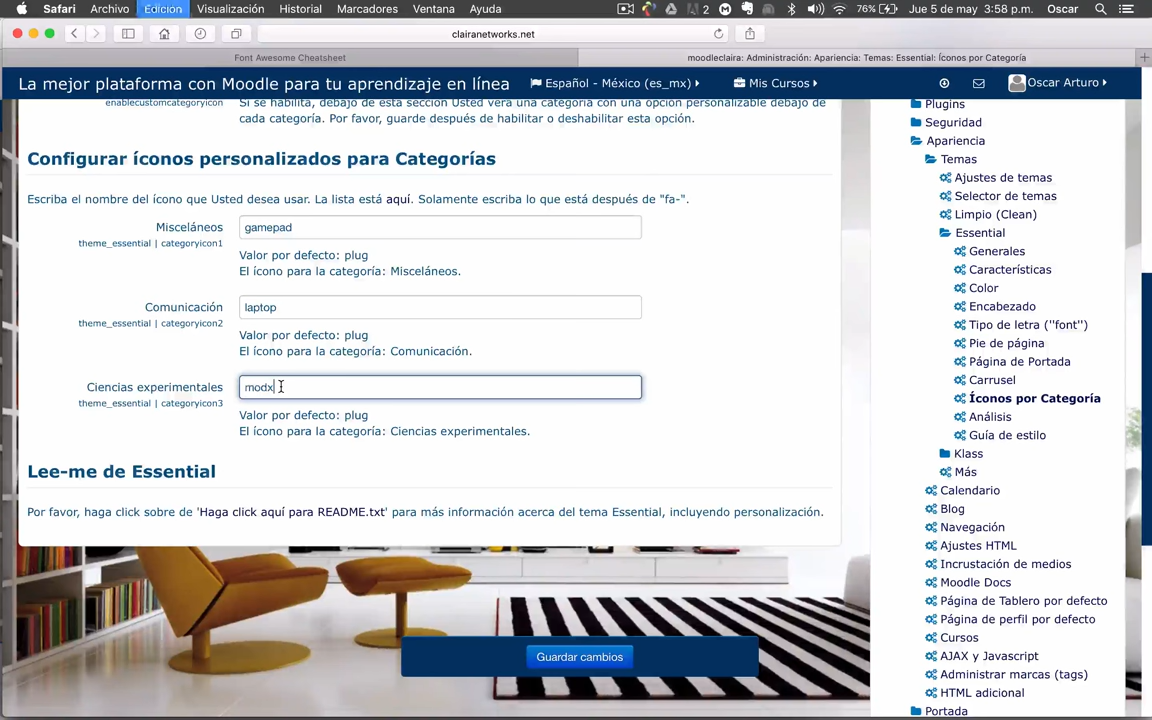 Safari Archivo Edición Visualización Historial Marcadores Ventana Ayuda 2 76% Jue 5 de may 3:58 p.m. Oscar
clairanetworks.net
Font Awesome Cheatsheet
moodleclaira: Administración: Apariencia: Temas: Essential: Íconos por Categoría
La mejor plataforma con Moodle para tu aprendizaje en línea Español - México (es_mx) Mis Cursos Oscar Arturo
enablecustomcategoryicon
Si se habilita, debajo de esta sección Usted verá una categoría con una opción personalizable debajo de
cada categoría. Por favor, guarde después de habilitar o deshabilitar esta opción.
Configurar íconos personalizados para Categorías
Escriba el nombre del ícono que Usted desea usar. La lista está aquí. Solamente escriba lo que está después de "fa-".
Misceláneos
theme_essential | categoryicon1
gamepad
Valor por defecto: plug
El ícono para la categoría: Misceláneos.
Comunicación
theme_essential | categoryicon2
laptop
Valor por defecto: plug
El ícono para la categoría: Comunicación.
Ciencias experimentales
theme_essential | categoryicon3
modx
Valor por defecto: plug
El ícono para la categoría: Ciencias experimentales.
Lee-me de Essential
Por favor, haga click sobre de 'Haga click aquí para README.txt' para más información acerca del tema Essential, incluyendo personalización.
Guardar cambios
Plugins
Seguridad
Apariencia
Temas
Ajustes de temas
Selector de temas
Limpio (Clean)
Essential
Generales
Características
Color
Encabezado
Tipo de letra (''font'')
Pie de página
Página de Portada
Carrusel
Íconos por Categoría
Análisis
Guía de estilo
Klass
Más
Calendario
Blog
Navegación
Ajustes HTML
Incrustación de medios
Moodle Docs
Página de Tablero por defecto
Página de perfil por defecto
Cursos
AJAX y Javascript
Administrar marcas (tags)
HTML adicional
Portada